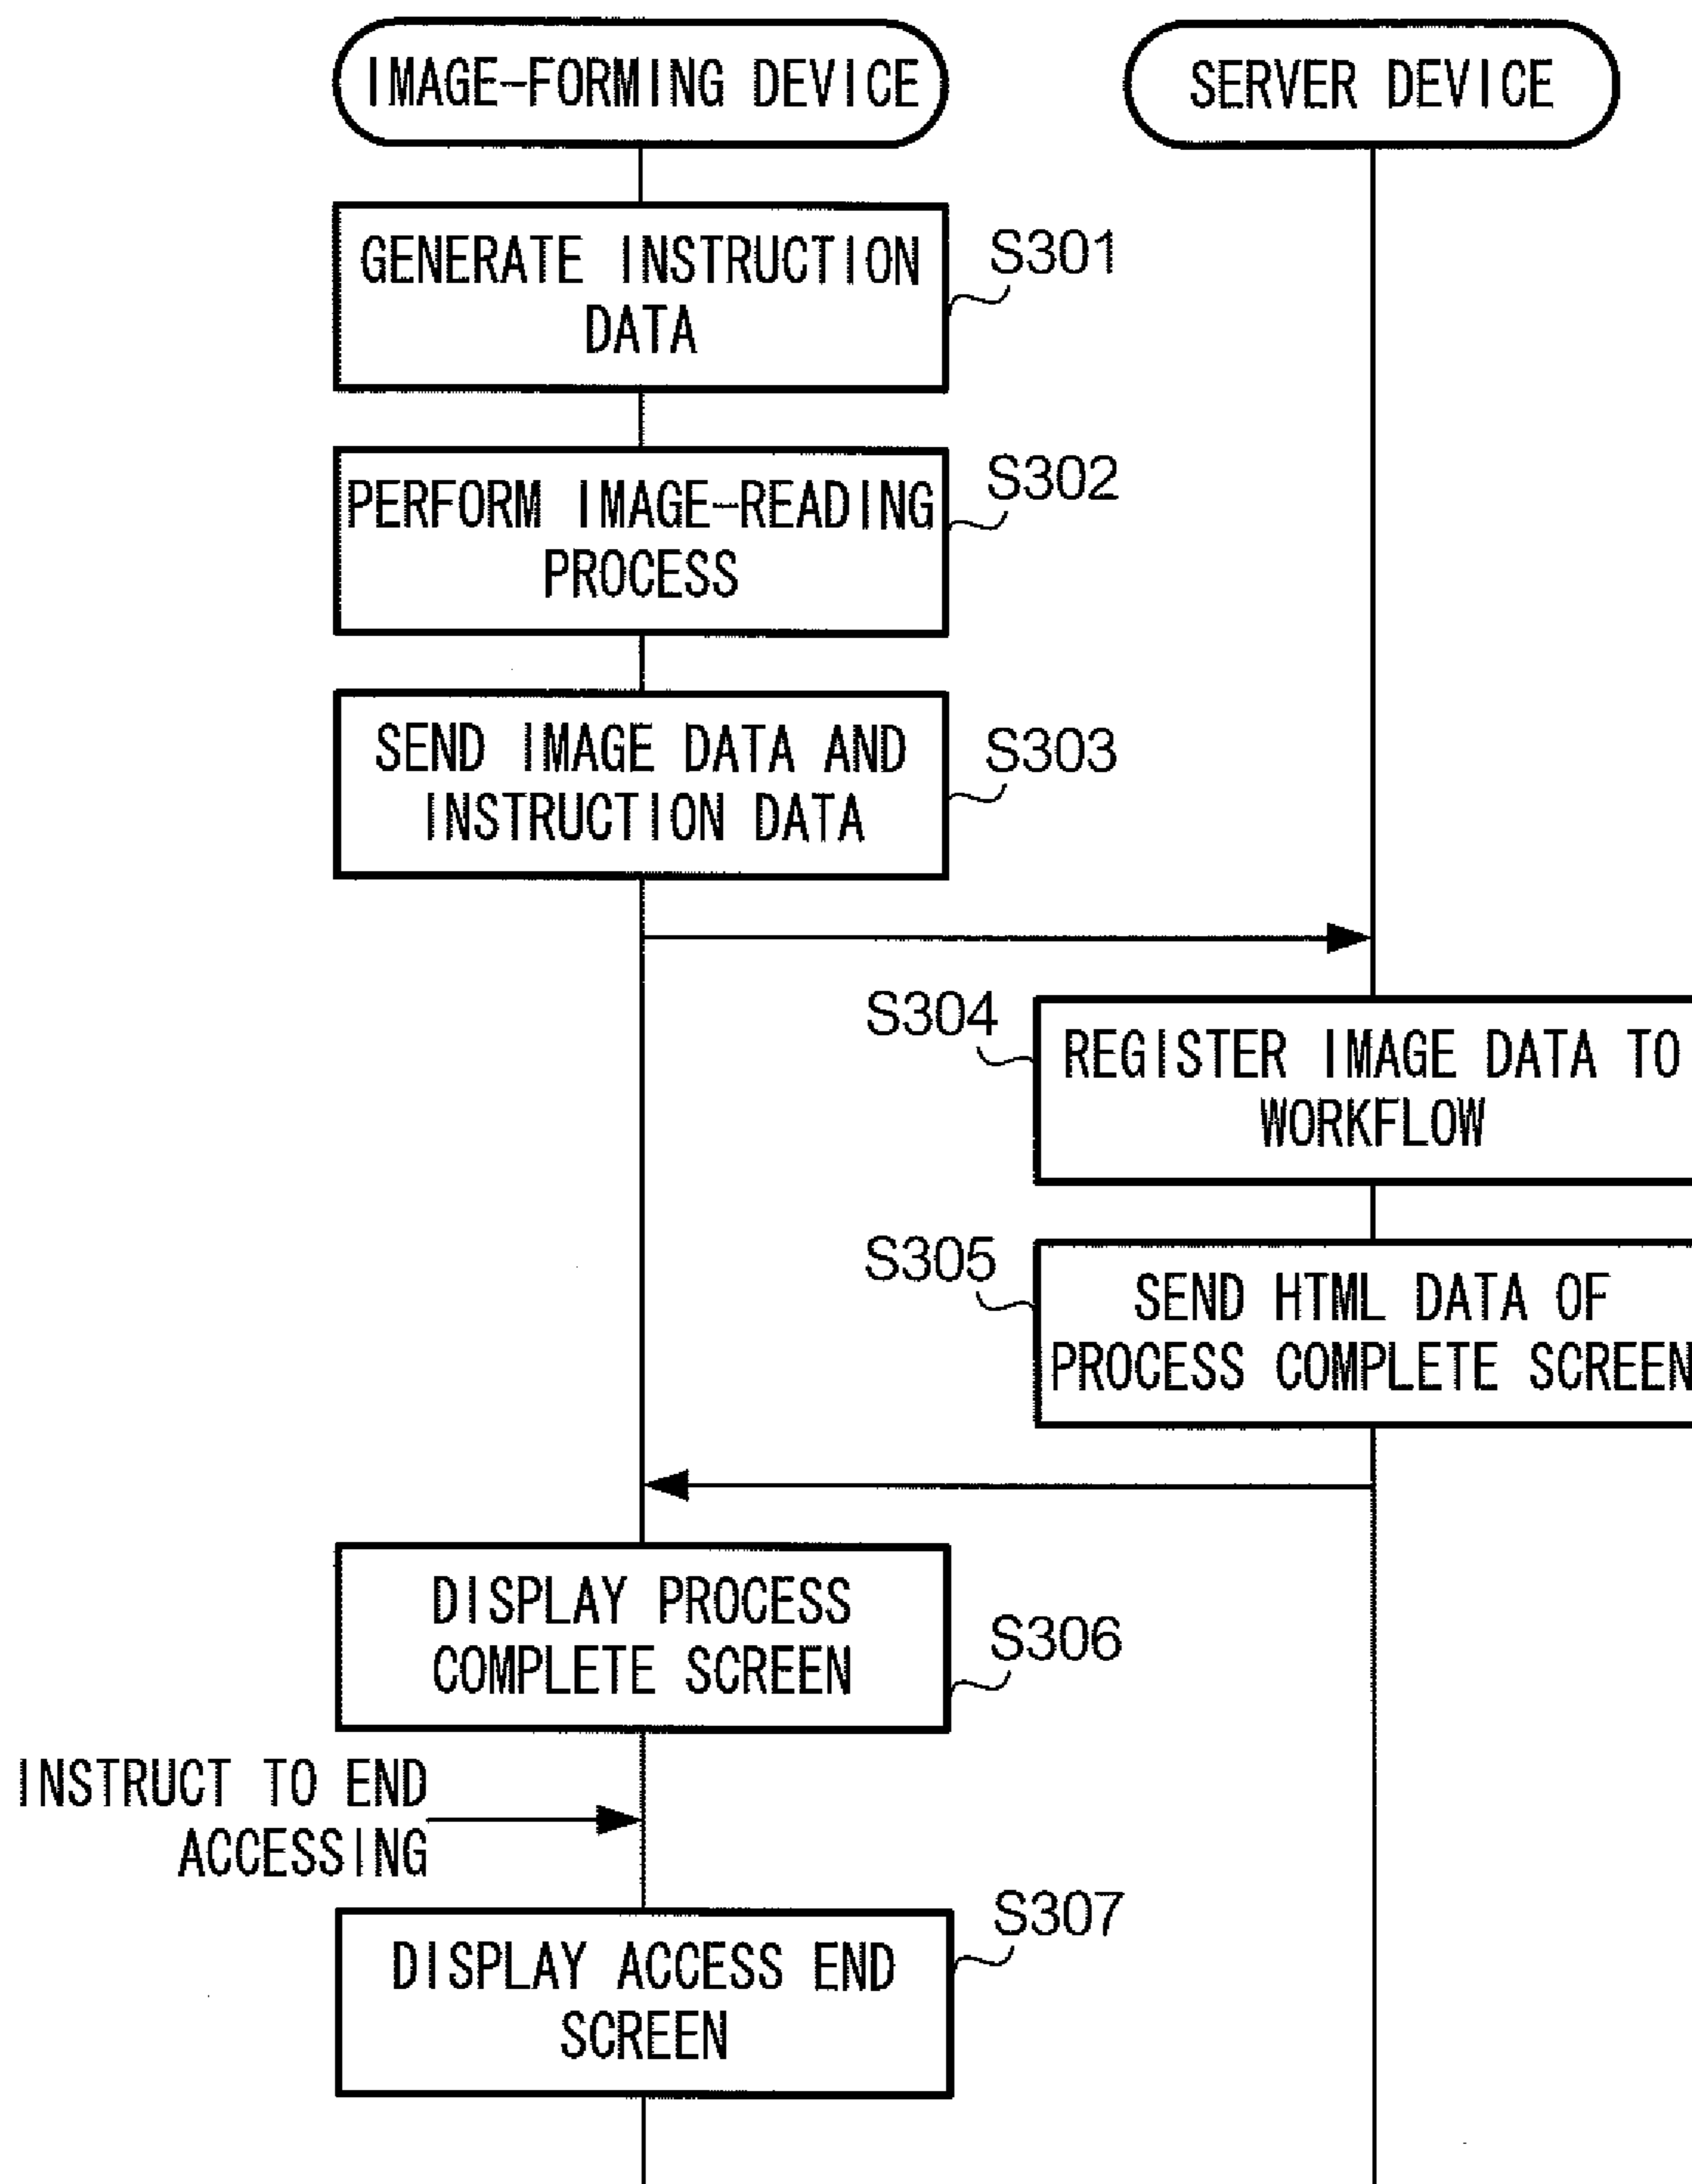 IMAGE-FORMING DEVICE
SERVER DEVICE
GENERATE INSTRUCTION
DATA
S301
PERFORM IMAGE-READING
PROCESS
S302
SEND IMAGE DATA AND
INSTRUCTION DATA
S303
S304
REGISTER IMAGE DATA TO
WORKFLOW
S305
SEND HTML DATA OF
PROCESS COMPLETE SCREEN
DISPLAY PROCESS
COMPLETE SCREEN
S306
INSTRUCT TO END
ACCESSING
DISPLAY ACCESS END
SCREEN
S307